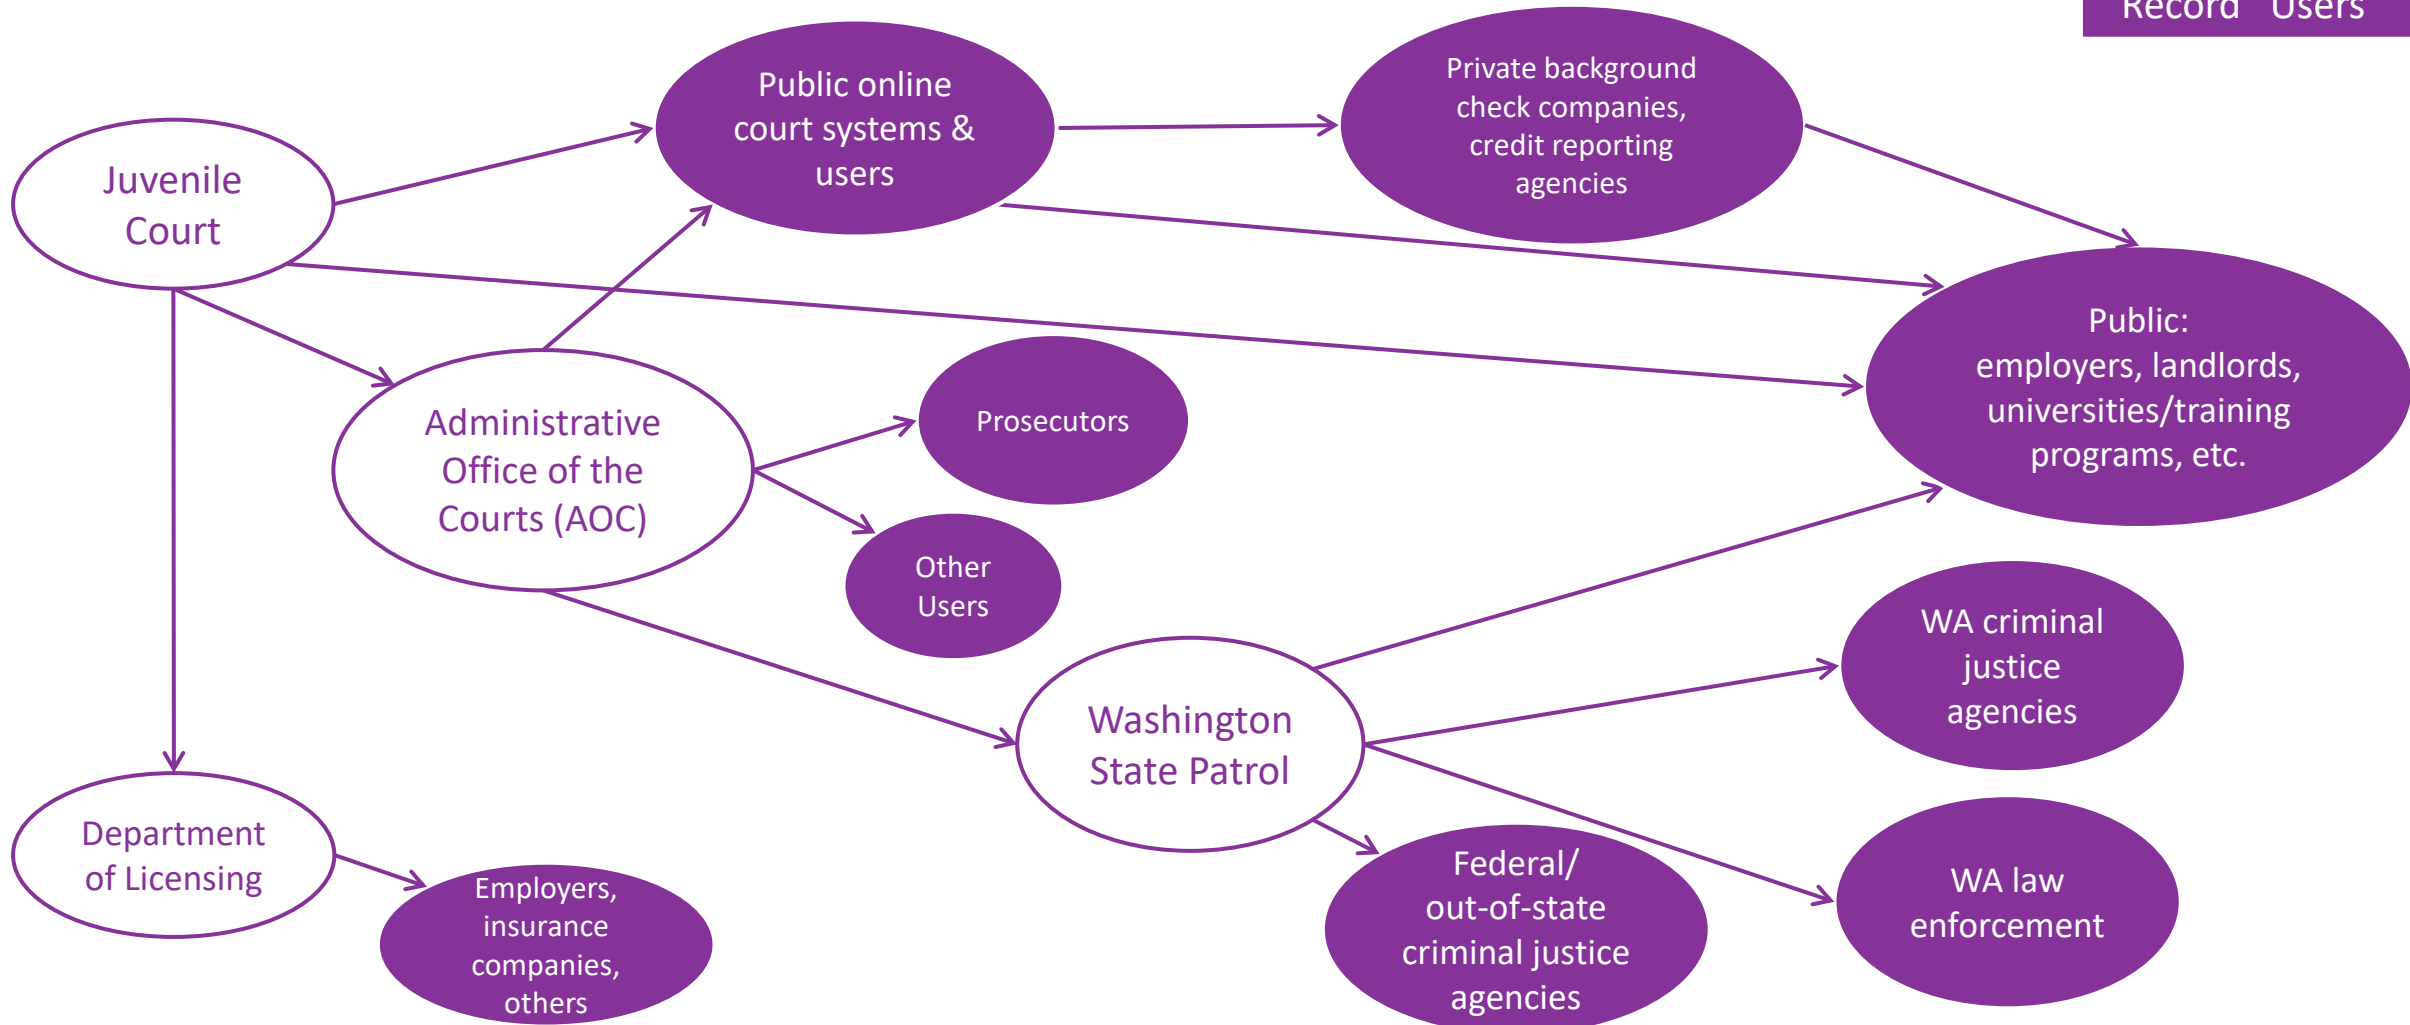 Record Users
Public online
court systems &
users
Private background
check companies,
credit reporting
agencies
Juvenile
Court
Public:
employers, landlords,
universities/training
programs, etc.
Administrative
Office of the
Courts (AOC)
Prosecutors
Other
Users
WA criminal
justice
agencies
Washington
State Patrol
Department
of Licensing
Employers,
insurance
companies,
others
Federal/
out-of-state
criminal justice
agencies
WA law
enforcement